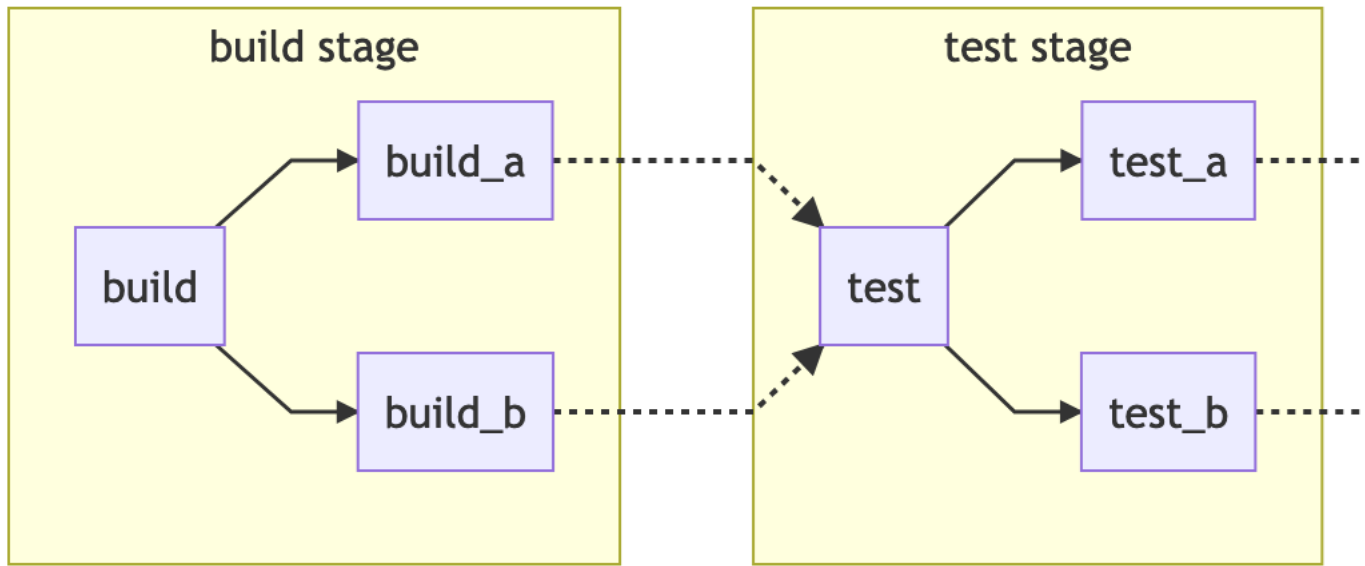 build stage
build
build_a
build_b
test stage
test
test_a
test_b